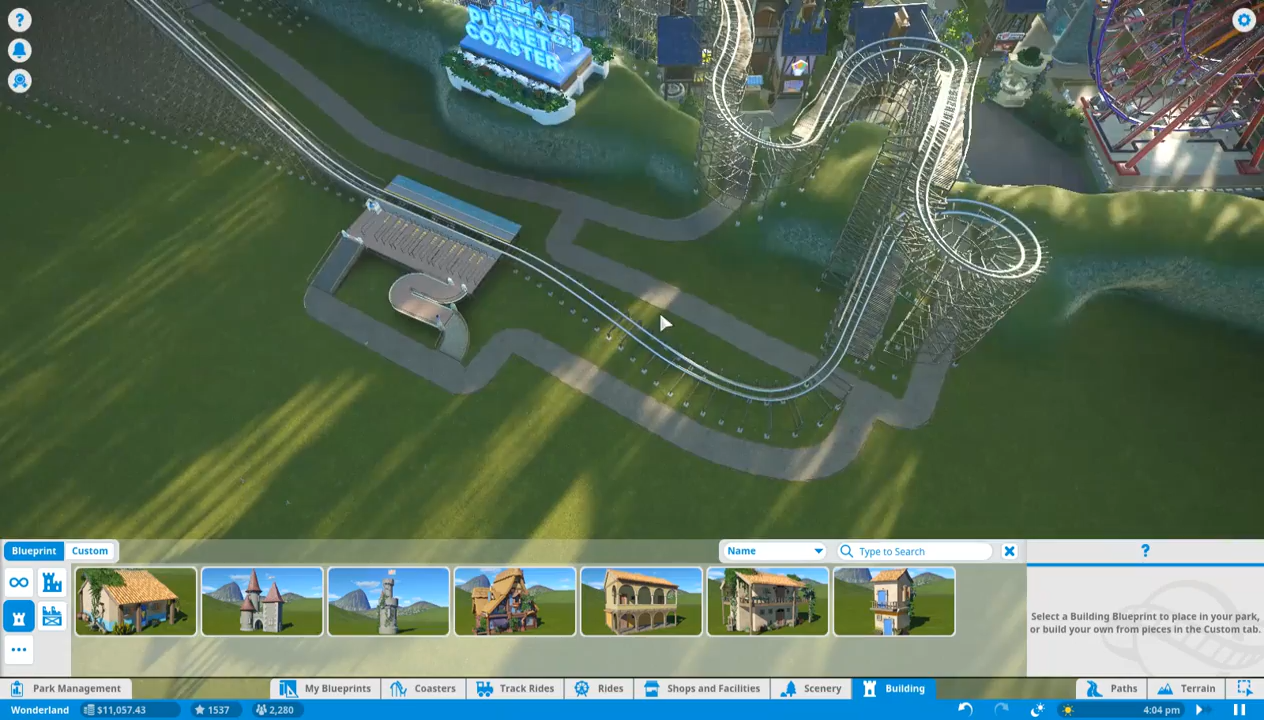 PLANET
COASTER
?
Blueprint
Custom
Name
Type to Search
?
Select a Building Blueprint to place in your park,
or build your own from pieces in the Custom tab.
Park Management
My Blueprints
Coasters
Track Rides
Rides
Shops and Facilities
Scenery
Building
Paths
Terrain
Wonderland
$11,057.43
1537
2,280
4:04 pm